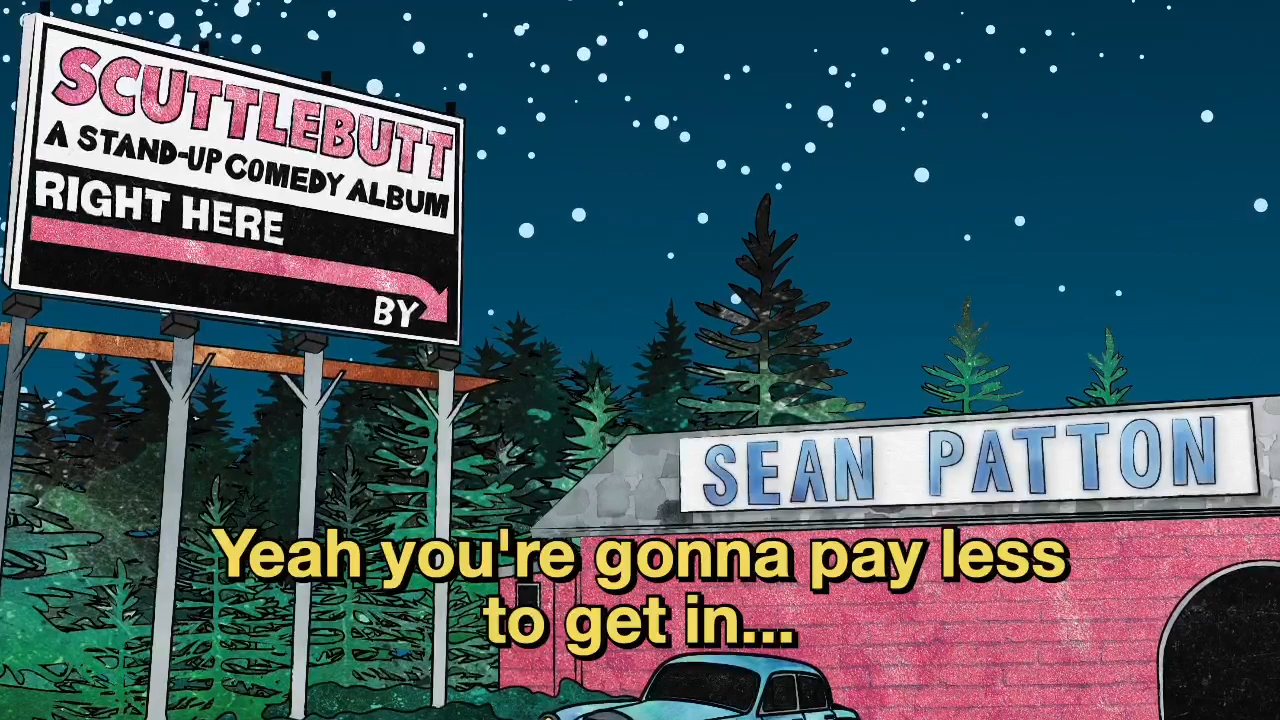 SCUTTLEBUTT
A STAND-UP COMEDY ALBUM
RIGHT HERE
BY
SEAN PATTON
Yeah you're gonna pay less
to get in...